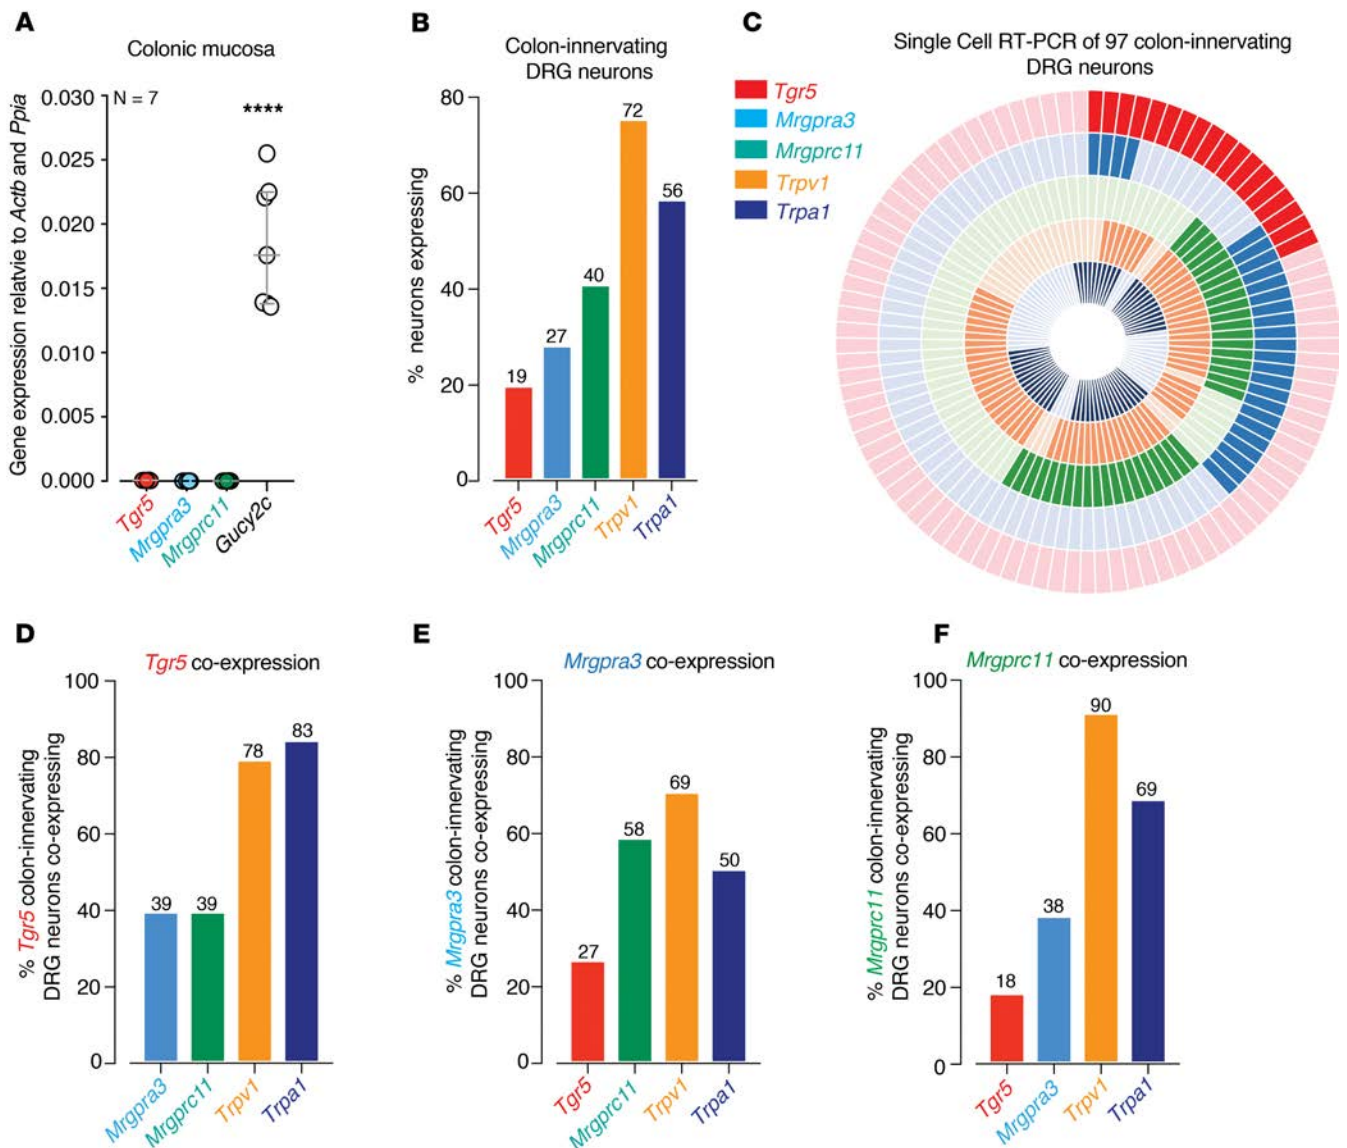 A
Colonic mucosa
N = 7
****
Gene expression relatvie to Actb and Ppia
0.030
0.025
0.020
0.015
0.010
0.005
0.000
Tgr5
Mrgpra3
Mrgprc11
Gucy2c
B
Colon-innervating
DRG neurons
% neurons expressing
80
60
40
20
0
19
27
40
72
56
Tgr5
Mrgpra3
Mrgprc11
Trpv1
Trpa1
C
Single Cell RT-PCR of 97 colon-innervating
DRG neurons
Tgr5
Mrgpra3
Mrgprc11
Trpv1
Trpa1
D
Tgr5 co-expression
% Tgr5 colon-innervating
DRG neurons co-expressing
100
80
60
40
20
0
39
39
78
83
Mrgpra3
Mrgprc11
Trpv1
Trpa1
E
Mrgpra3 co-expression
% Mrgpra3 colon-innervating
DRG neurons co-expressing
100
80
60
40
20
0
27
58
69
50
Tgr5
Mrgprc11
Trpv1
Trpa1
F
Mrgprc11 co-expression
% Mrgprc11 colon-innervating
DRG neurons co-expressing
100
80
60
40
20
0
18
38
90
69
Tgr5
Mrgpra3
Trpv1
Trpa1